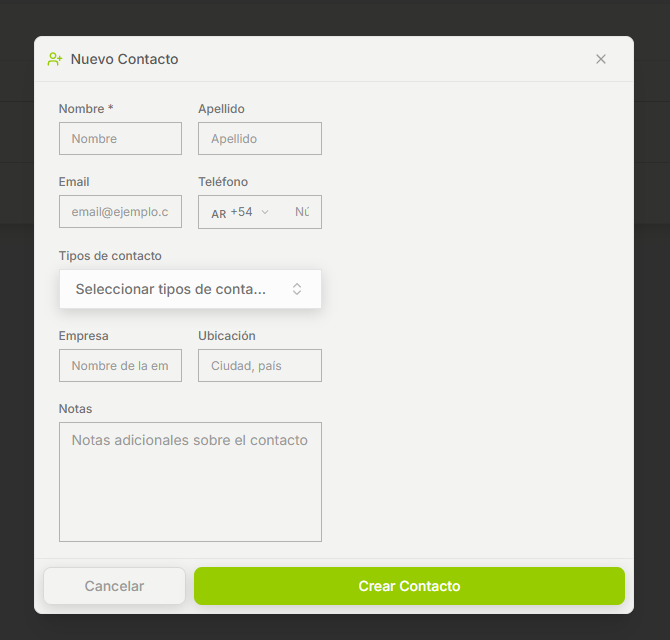 Nuevo Contacto
Nombre * Apellido
Nombre Apellido
Email Teléfono
email@ejemplo.c AR +54 Nú
Tipos de contacto
Seleccionar tipos de conta...
Empresa Ubicación
Nombre de la em Ciudad, país
Notas
Notas adicionales sobre el contacto
Cancelar Crear Contacto